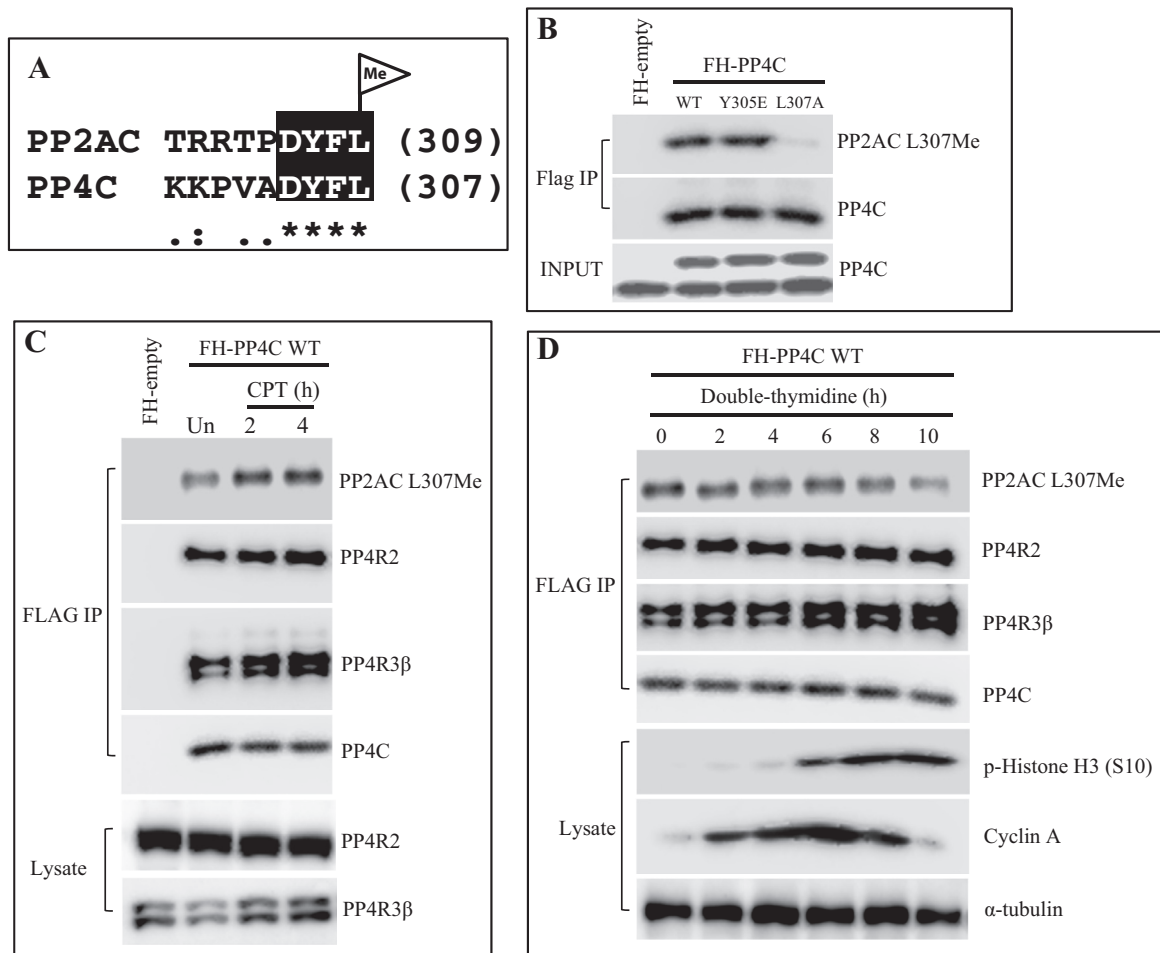 A
Me
PP2AC TRRTPDYFL (309)
PP4C KKPVADYFL (307)
.: ..****
B
FH-empty
FH-PP4C
WT Y305E L307A
Flag IP
PP2AC L307Me
PP4C
INPUT
PP4C
C
FH-empty
FH-PP4C WT
CPT (h)
Un 2 4
FLAG IP
PP2AC L307Me
PP4R2
PP4R3β
PP4C
Lysate
PP4R2
PP4R3β
D
FH-PP4C WT
Double-thymidine (h)
0 2 4 6 8 10
FLAG IP
PP2AC L307Me
PP4R2
PP4R3β
PP4C
Lysate
p-Histone H3 (S10)
Cyclin A
α-tubulin